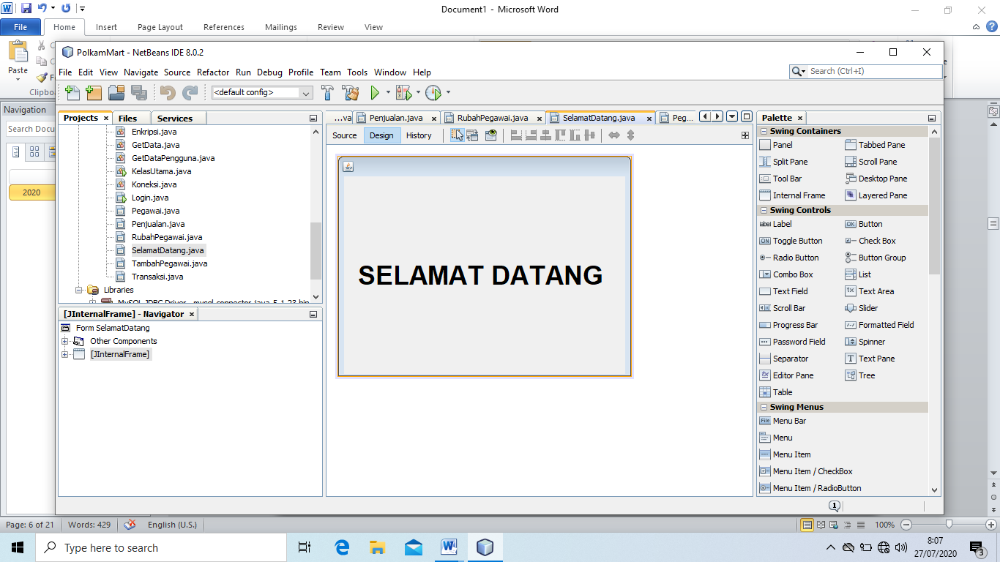 Document1 - Microsoft Word
File Home Insert Page Layout References Mailings Review View
Paste
Clipbo
Navigation
Search Docu
2020
PolkamMart - NetBeans IDE 8.0.2
File Edit View Navigate Source Refactor Run Debug Profile Team Tools Window Help
Search (Ctrl+I)
<default config>
Projects Files Services
Enkripsi.java
GetData.java
GetDataPengguna.java
KelasUtama.java
Koneksi.java
Login.java
Pegawai.java
Penjualan.java
RubahPegawai.java
SelamatDatang.java
TambahPegawai.java
Transaksi.java
Libraries
MySQL JDBC Driver - mysql-connector-java-5.1.23-bin
[JInternalFrame] - Navigator
Form SelamatDatang
Other Components
[JInternalFrame]
...va Penjualan.java RubahPegawai.java SelamatDatang.java Peg...
Source Design History
SELAMAT DATANG
Palette
Swing Containers
Panel Tabbed Pane
Split Pane Scroll Pane
Tool Bar Desktop Pane
Internal Frame Layered Pane
Swing Controls
Label Button
Toggle Button Check Box
Radio Button Button Group
Combo Box List
Text Field Text Area
Scroll Bar Slider
Progress Bar Formatted Field
Password Field Spinner
Separator Text Pane
Editor Pane Tree
Table
Swing Menus
Menu Bar
Menu
Menu Item
Menu Item / CheckBox
Menu Item / RadioButton
1
Page: 6 of 21 Words: 429 English (U.S.) 100%
Type here to search
8:07
27/07/2020
3